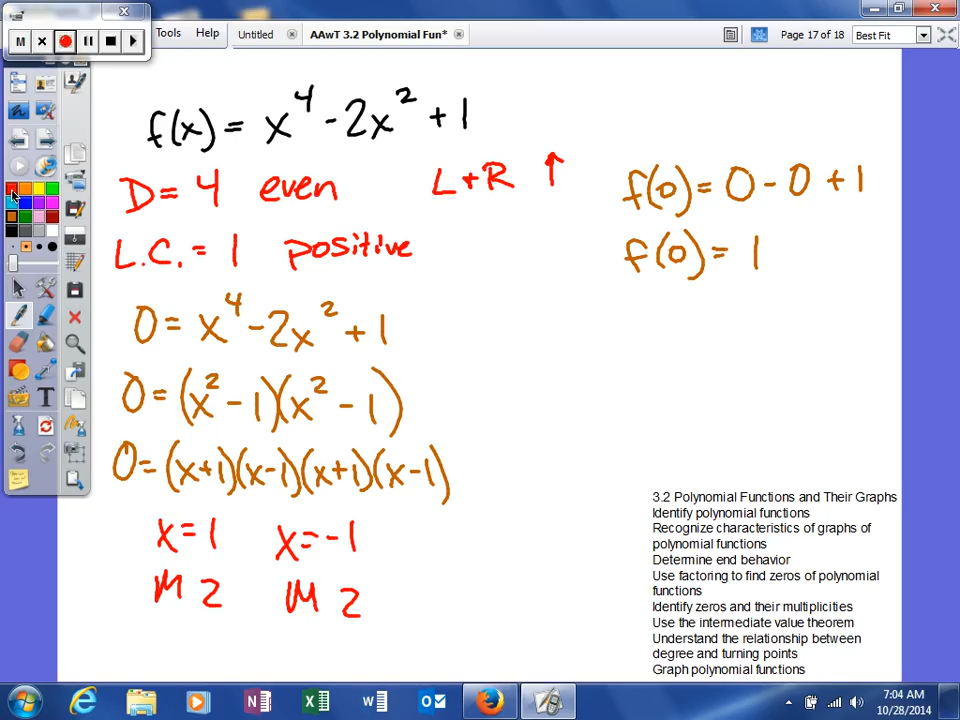 Tools Help Untitled AAwT 3.2 Polynomial Fun* Page 17 of 18 Best Fit
f(x) = x⁴ - 2x² + 1
D = 4 even L + R ↑
L.C. = 1 positive
0 = x⁴ - 2x² + 1
0 = (x² - 1)(x² - 1)
0 = (x+1)(x-1)(x+1)(x-1)
x = 1 x = -1
M 2 M 2
f(0) = 0 - 0 + 1
f(0) = 1
3.2 Polynomial Functions and Their Graphs
Identify polynomial functions
Recognize characteristics of graphs of
polynomial functions
Determine end behavior
Use factoring to find zeros of polynomial
functions
Identify zeros and their multiplicities
Use the intermediate value theorem
Understand the relationship between
degree and turning points
Graph polynomial functions
7:04 AM
10/28/2014